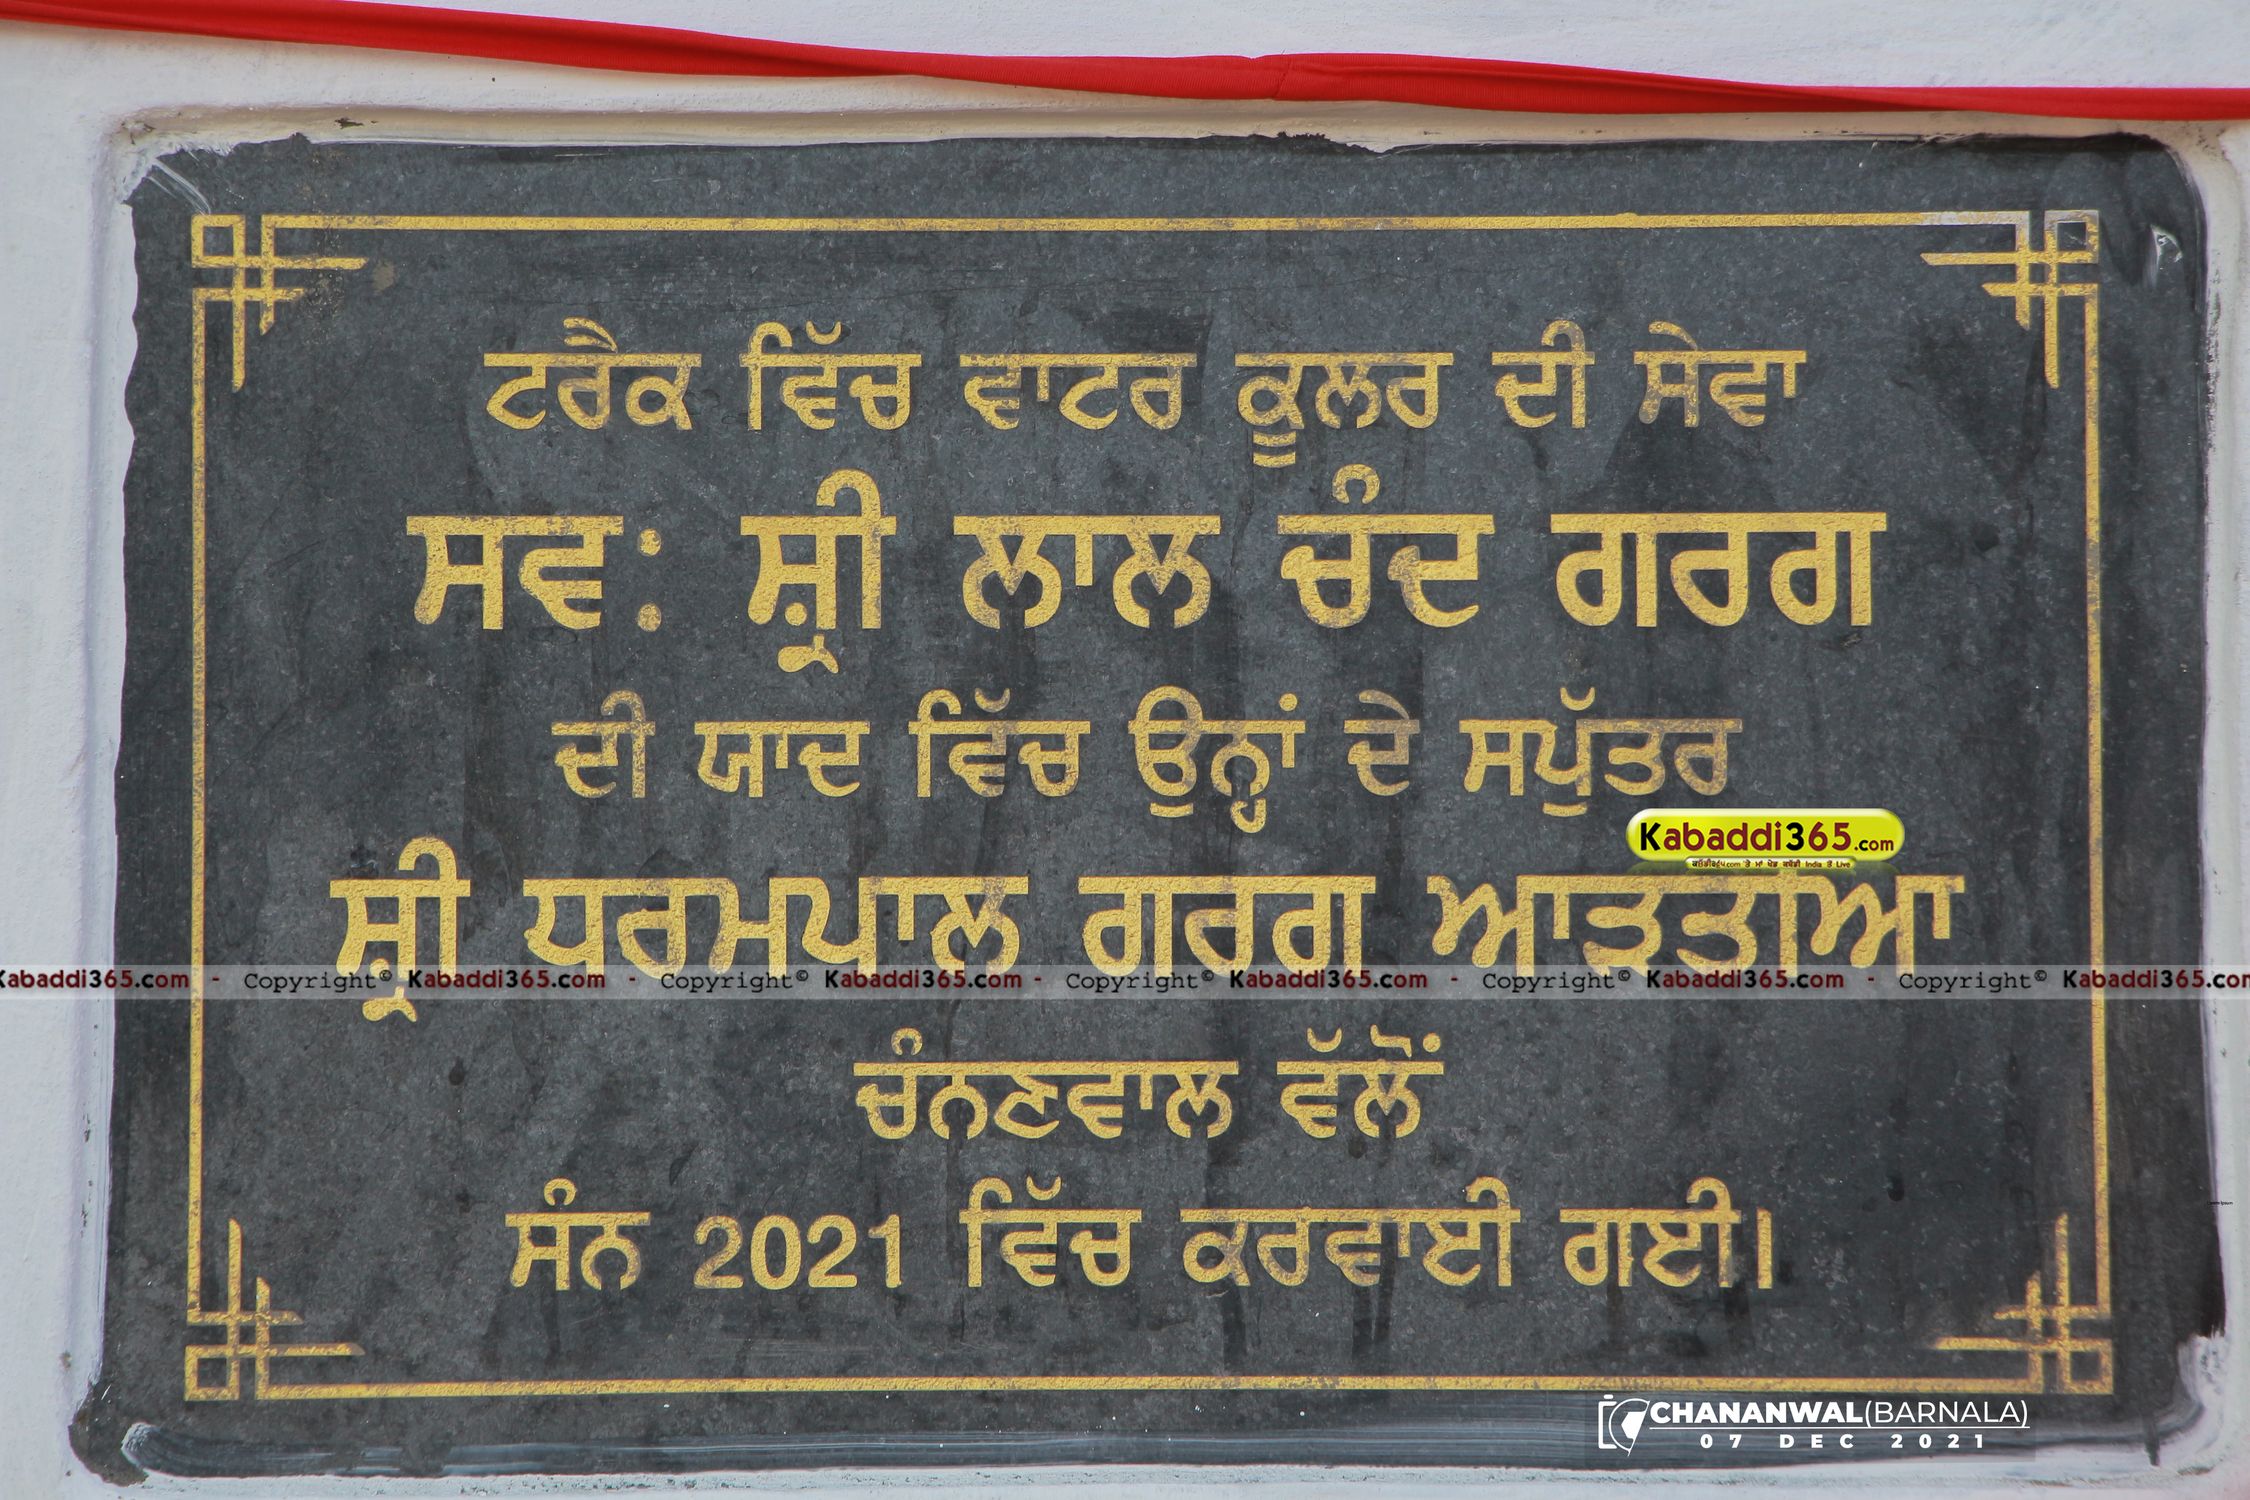 ਟਰੈਕ ਵਿੱਚ ਵਾਟਰ ਕੂਲਰ ਦੀ ਸੇਵਾ
ਸਵ: ਸ਼੍ਰੀ ਲਾਲ ਚੰਦ ਗਰਗ
ਦੀ ਯਾਦ ਵਿੱਚ ਉਨ੍ਹਾਂ ਦੇ ਸਪੁੱਤਰ
Kabaddi365.com
ਸ਼੍ਰੀ ਧਰਮਪਾਲ ਗਰਗ ਆੜਤੀਆ
Kabaddi365.com - Copyright© Kabaddi365.com - Copyright© Kabaddi365.com - Copyright© Kabaddi365.com - Copyright© Kabaddi365.com - Copyright© Kabaddi365.com
ਚੰਨਣਵਾਲ ਵੱਲੋਂ
ਸੰਨ 2021 ਵਿੱਚ ਕਰਵਾਈ ਗਈ।
CHANANWAL(BARNALA)
07 DEC 2021